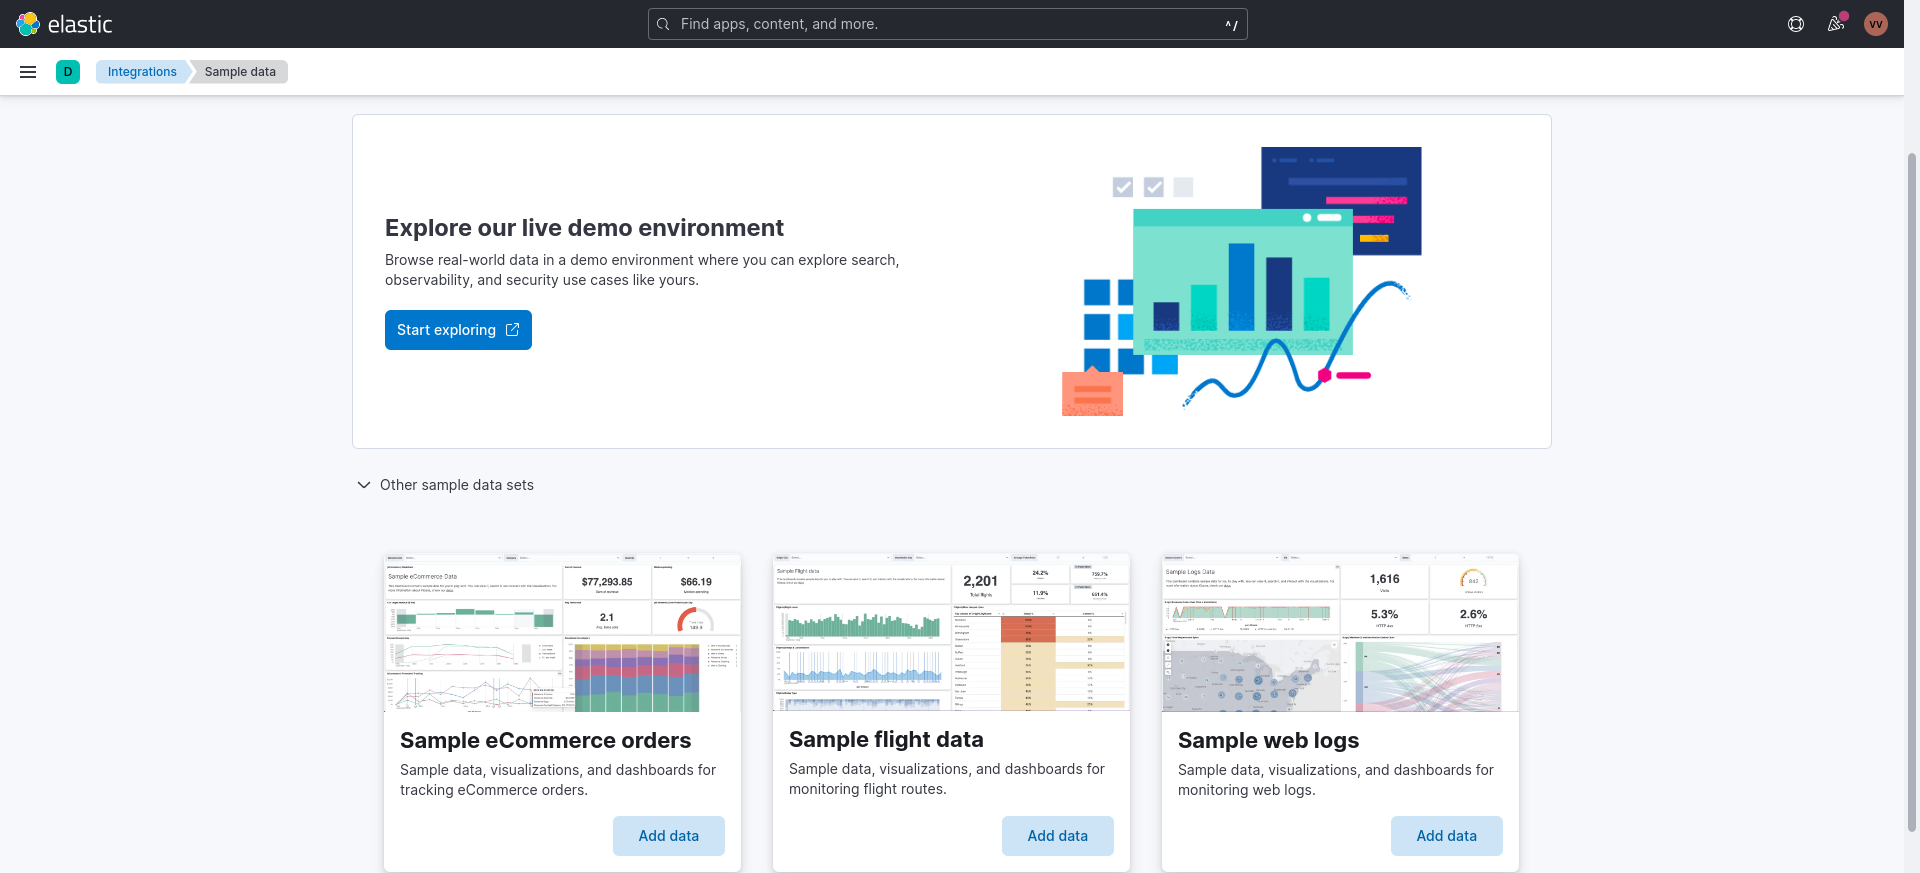 elastic
Find apps, content, and more.
^/
VV
D
Integrations
Sample data
Explore our live demo environment
Browse real-world data in a demo environment where you can explore search,
observability, and security use cases like yours.
Start exploring
Other sample data sets
Sample eCommerce Data
$77,293.85
$66.19
2.1
Sample Flight data
2,201
Total flights
24.2%
11.9%
Sample Logs Data
1,616
Visits
842
5.3%
2.6%
Sample eCommerce orders
Sample data, visualizations, and dashboards for
tracking eCommerce orders.
Add data
Sample flight data
Sample data, visualizations, and dashboards for
monitoring flight routes.
Add data
Sample web logs
Sample data, visualizations, and dashboards for
monitoring web logs.
Add data